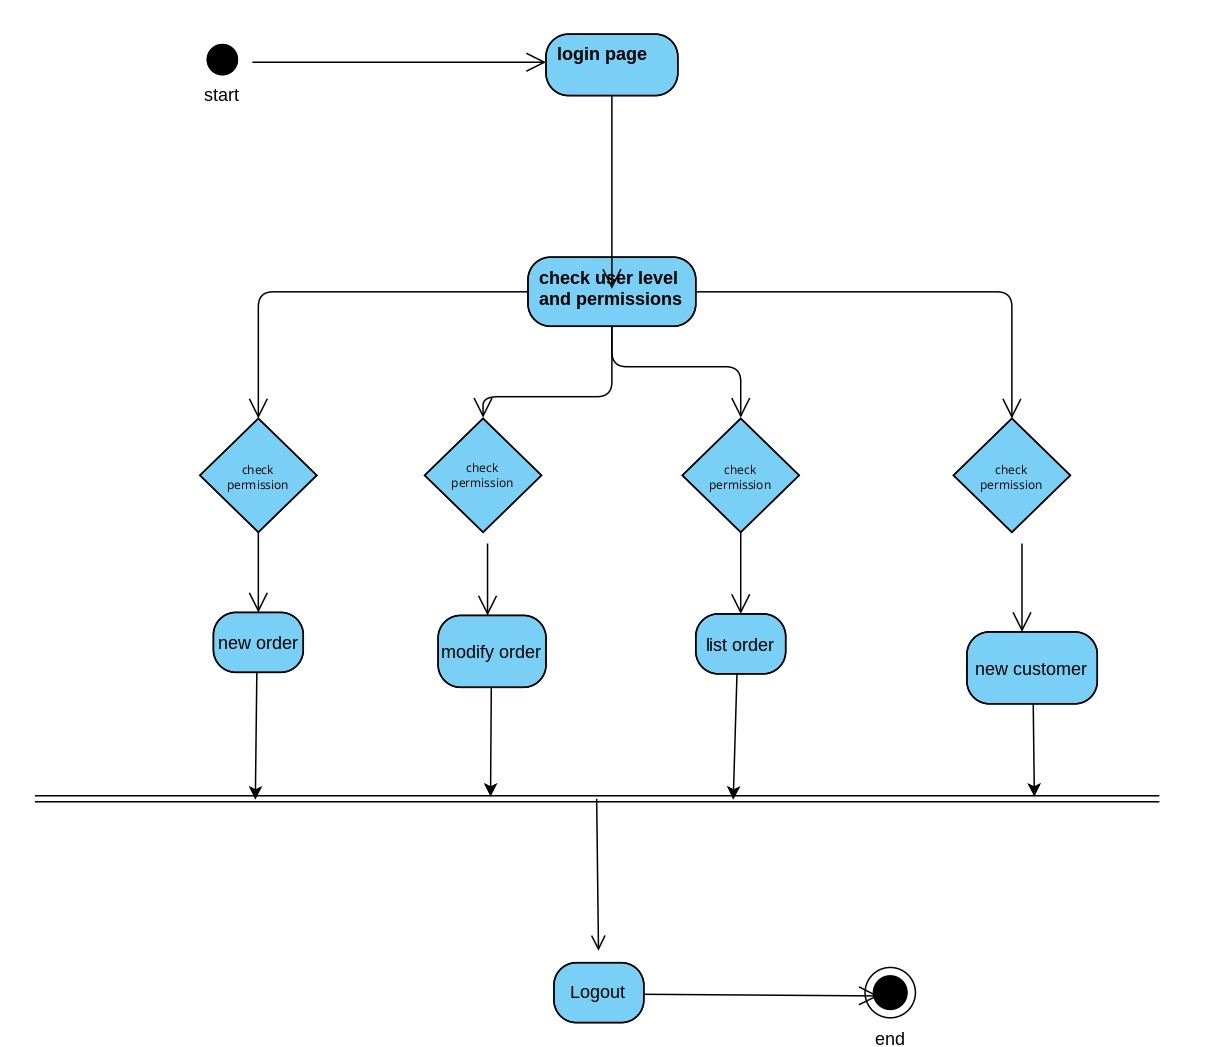 login page
start
check user level
and permissions
check
permission
check
permission
check
permission
check
permission
new order
modify order
list order
new customer
Logout
end